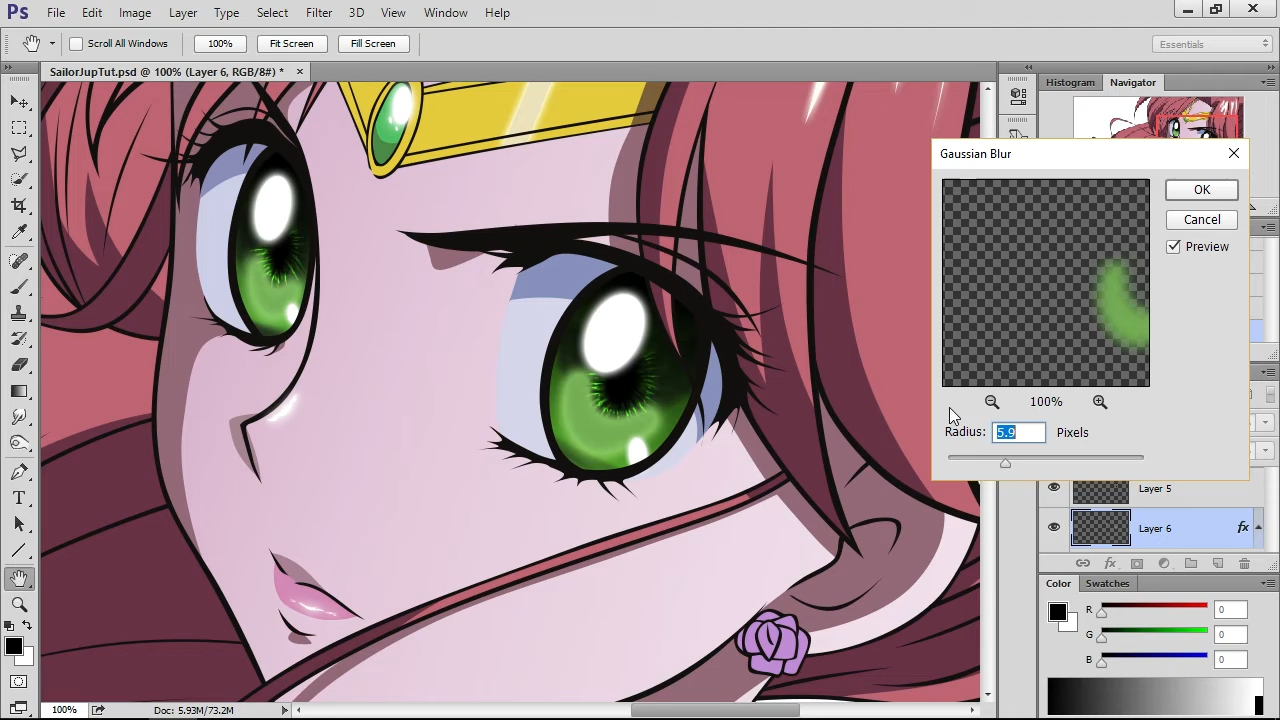 Ps File Edit Image Layer Type Select Filter 3D View Window Help
Scroll All Windows 100% Fit Screen Fill Screen Essentials
SailorJupTut.psd @ 100% (Layer 6, RGB/8#) * ×
Histogram Navigator
Gaussian Blur
OK
Cancel
Preview
100%
Radius: 5.9 Pixels
Layer 5
Layer 6 fx
fx
Color Swatches
R 0
G 0
B 0
T
100% Doc: 5.93M/73.2M